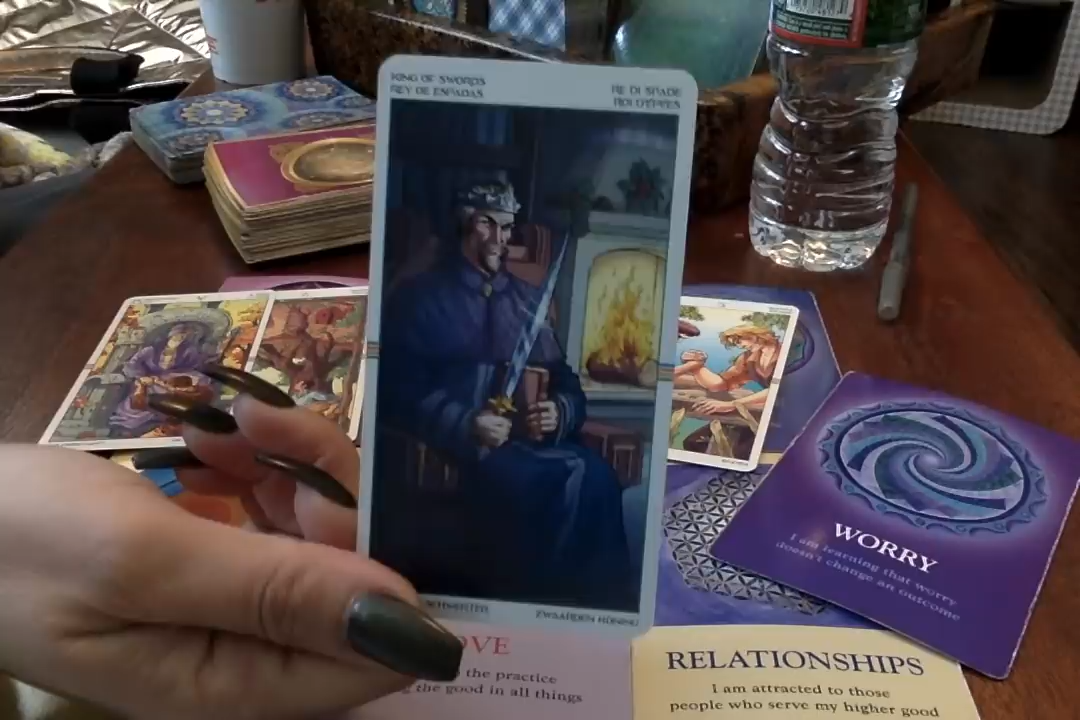 KING OF SWORDS
REY DE ESPADAS
RE DI SPADE
ROI D'ÉPÉES
ZWAARDEN KONING
WORRY
I am learning that worry
doesn't change an outcome
the practice
the good in all things
RELATIONSHIPS
I am attracted to those
people who serve my higher good